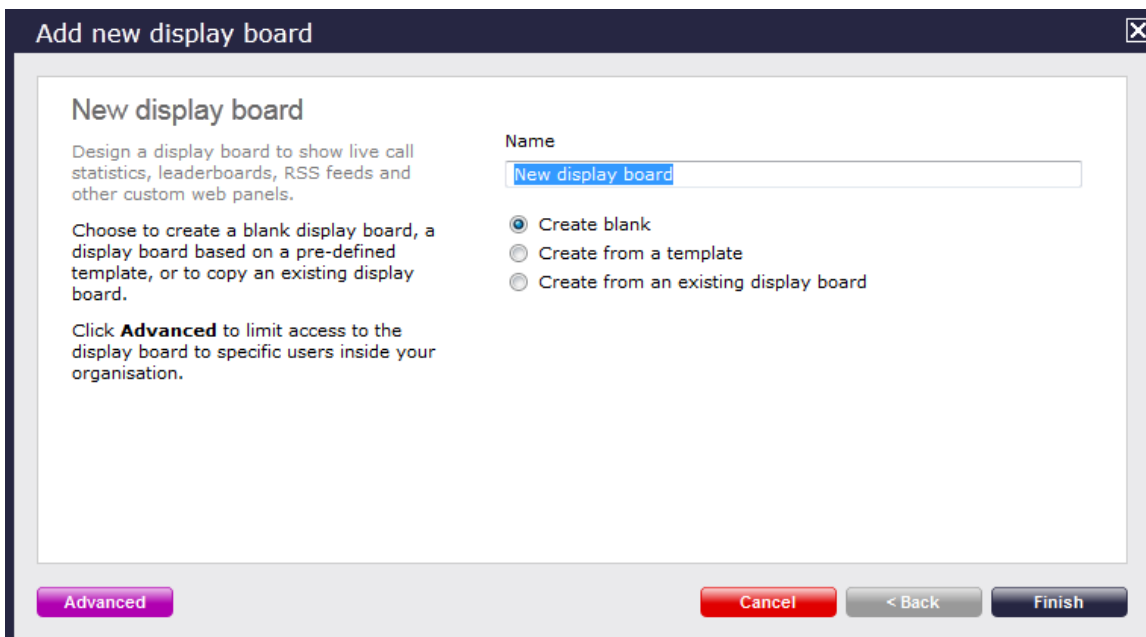 Add new display board
New display board
Design a display board to show live call
statistics, leaderboards, RSS feeds and
other custom web panels.
Choose to create a blank display board, a
display board based on a pre-defined
template, or to copy an existing display
board.
Click Advanced to limit access to the
display board to specific users inside your
organisation.
Name
New display board
Create blank
Create from a template
Create from an existing display board
Advanced
Cancel
< Back
Finish